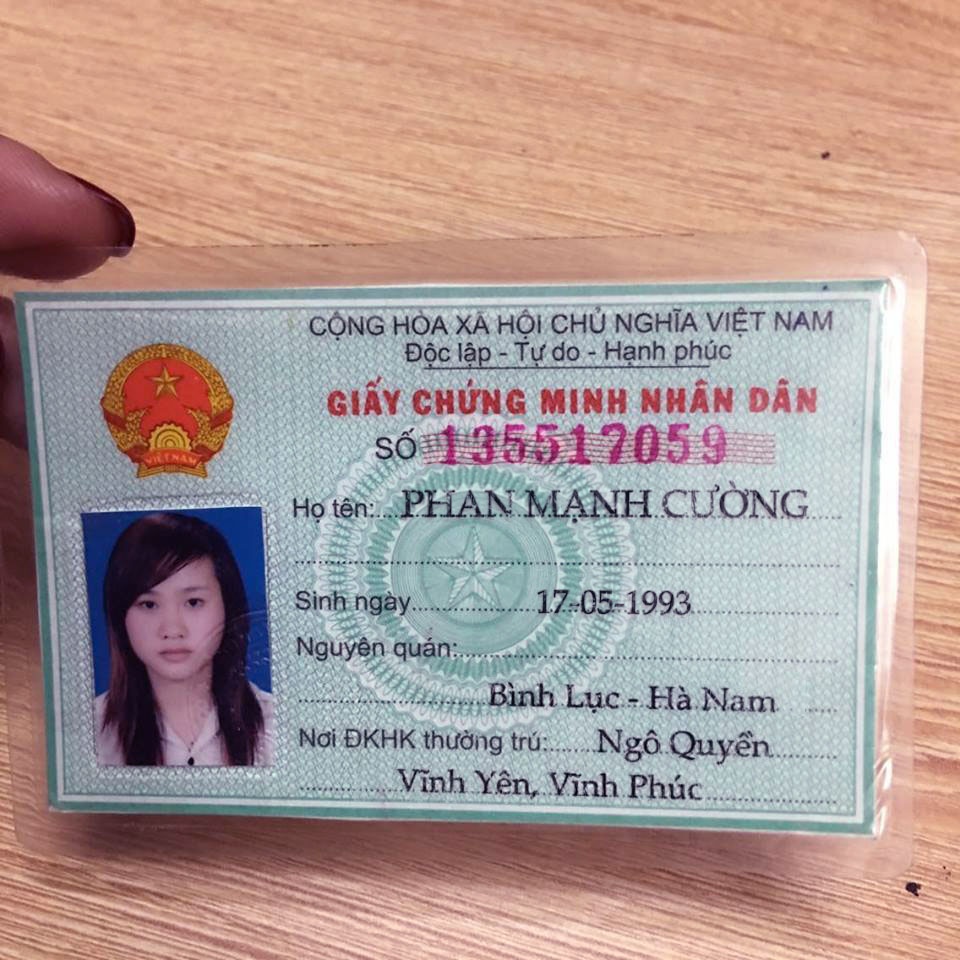 CỘNG HÒA XÃ HỘI CHỦ NGHĨA VIỆT NAM
Độc lập - Tự do - Hạnh phúc
GIẤY CHỨNG MINH NHÂN DÂN
SỐ 135517059
VIỆT NAM
Họ tên: PHAN MẠNH CƯỜNG
Sinh ngày 17-05-1993
Nguyên quán:
Bình Lục - Hà Nam
Nơi ĐKHK thường trú: Ngô Quyền
Vĩnh Yên, Vĩnh Phúc